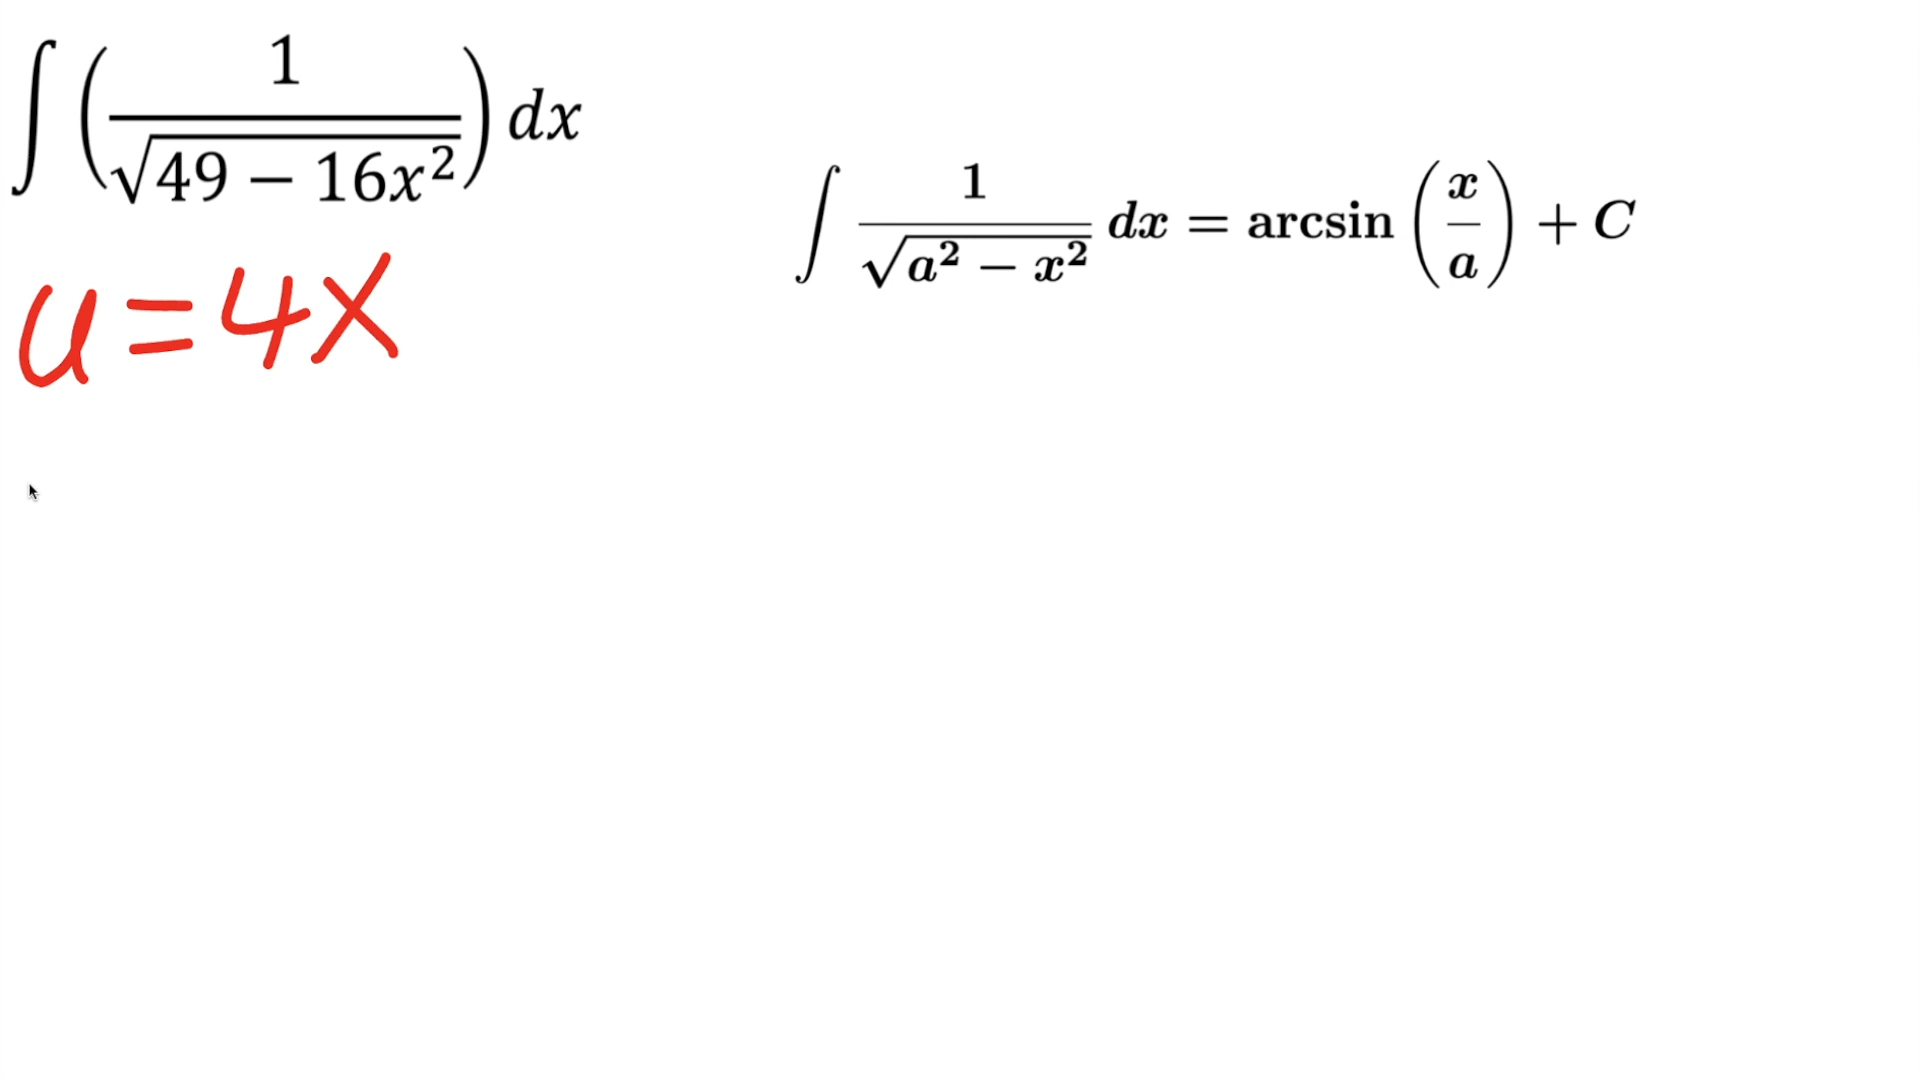 ∫ (1/√(49 − 16x²)) dx
∫ 1/√(a² − x²) dx = arcsin (x/a) + C
u = 4x